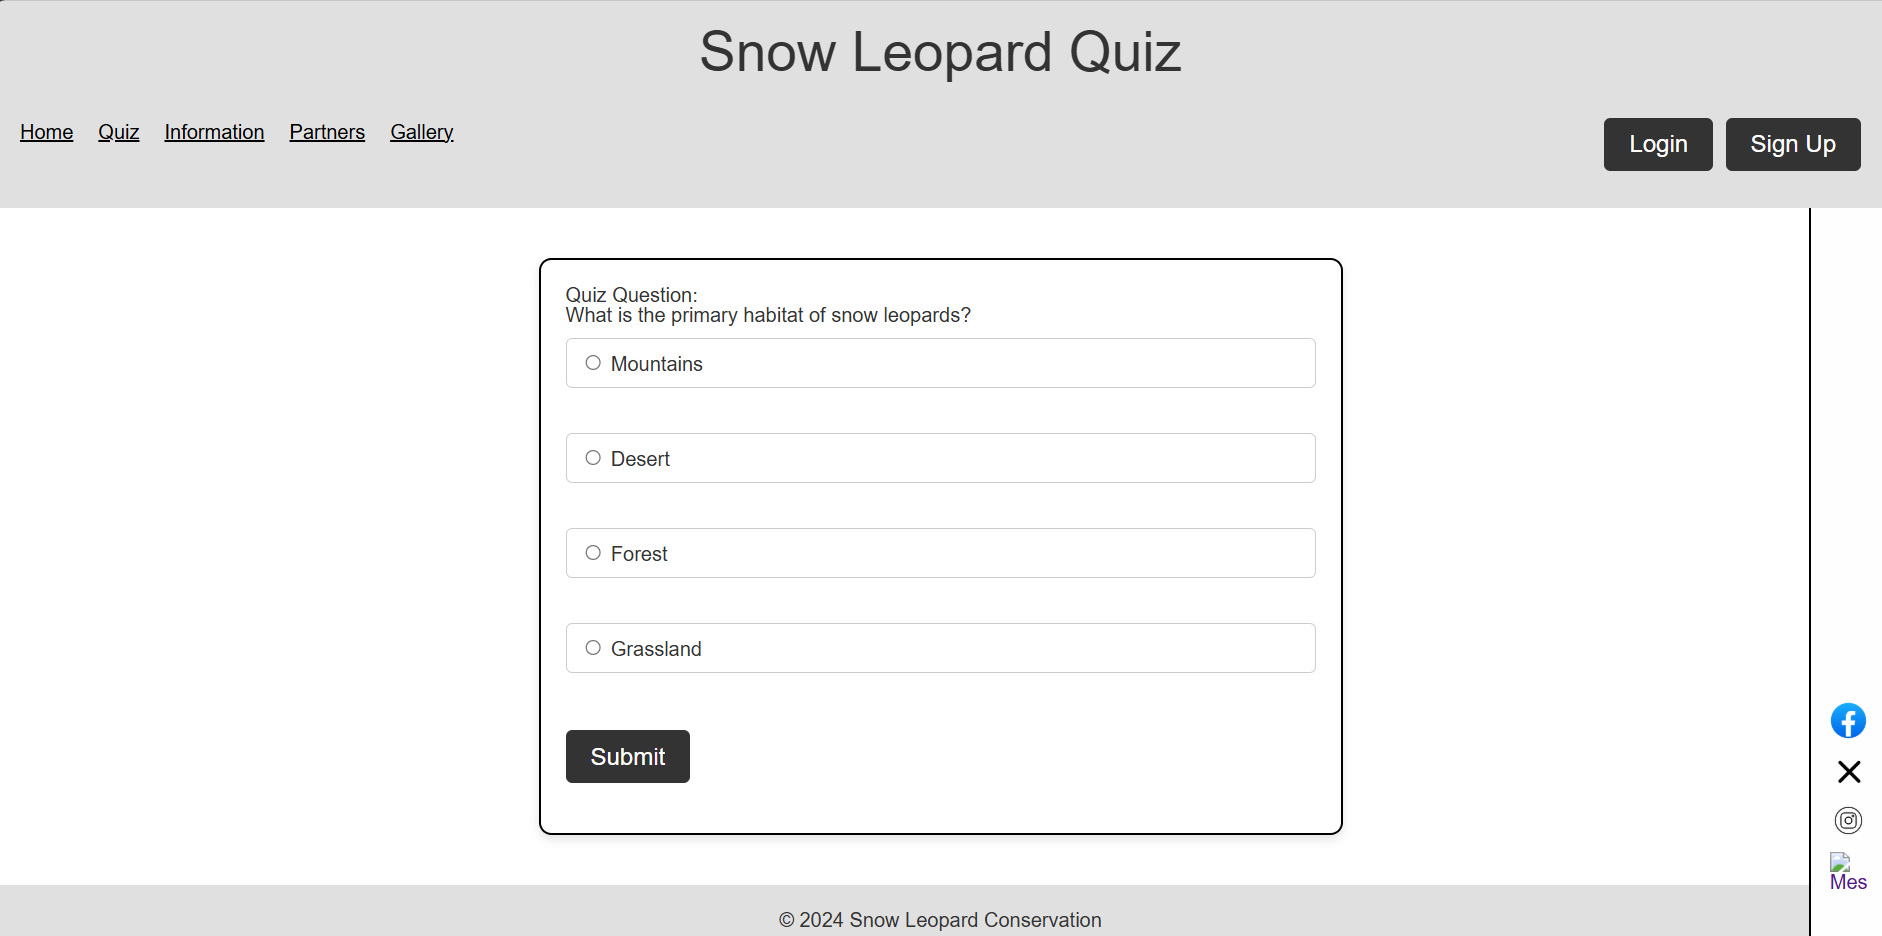 Snow Leopard Quiz
Home Quiz Information Partners Gallery
Login Sign Up
Quiz Question:
What is the primary habitat of snow leopards?
Mountains
Desert
Forest
Grassland
Submit
Mes
© 2024 Snow Leopard Conservation